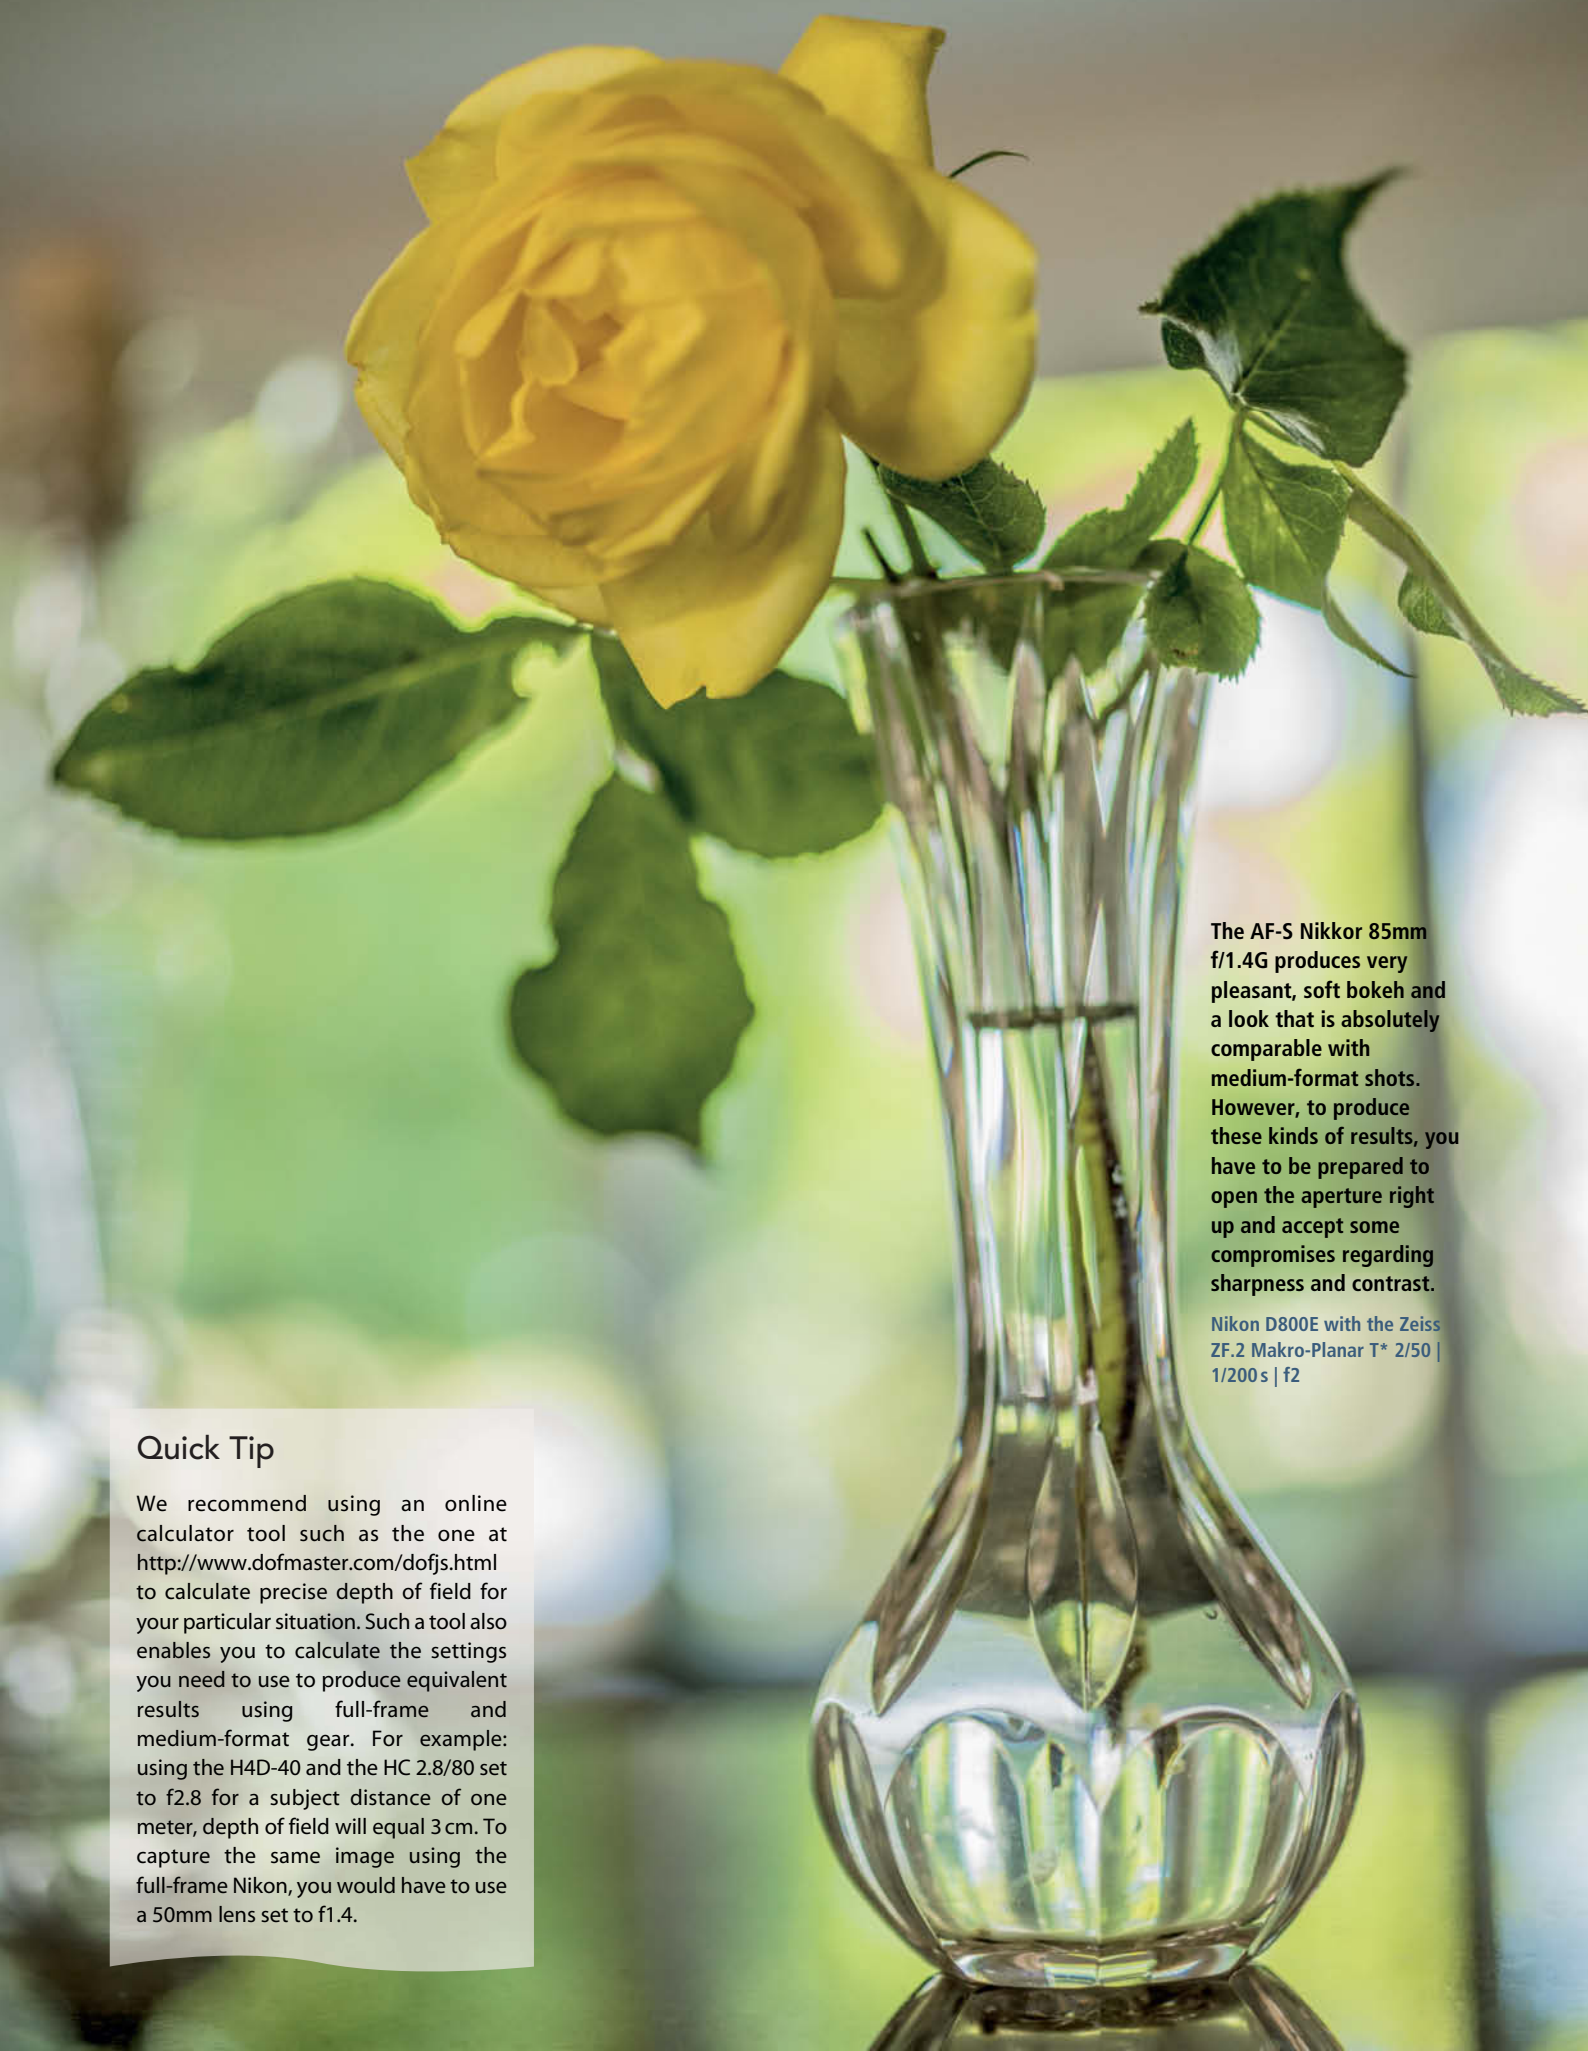 The AF-S Nikkor 85mm
f/1.4G produces very
pleasant, soft bokeh and
a look that is absolutely
comparable with
medium-format shots.
However, to produce
these kinds of results, you
have to be prepared to
open the aperture right
up and accept some
compromises regarding
sharpness and contrast.
Nikon D800E with the Zeiss
ZF.2 Makro-Planar T* 2/50 |
1/200 s | f2
Quick Tip
We recommend using an online
calculator tool such as the one at
http://www.dofmaster.com/dofjs.html
to calculate precise depth of field for
your particular situation. Such a tool also
enables you to calculate the settings
you need to use to produce equivalent
results using full-frame and
medium-format gear. For example:
using the H4D-40 and the HC 2.8/80 set
to f2.8 for a subject distance of one
meter, depth of field will equal 3 cm. To
capture the same image using the
full-frame Nikon, you would have to use
a 50mm lens set to f1.4.